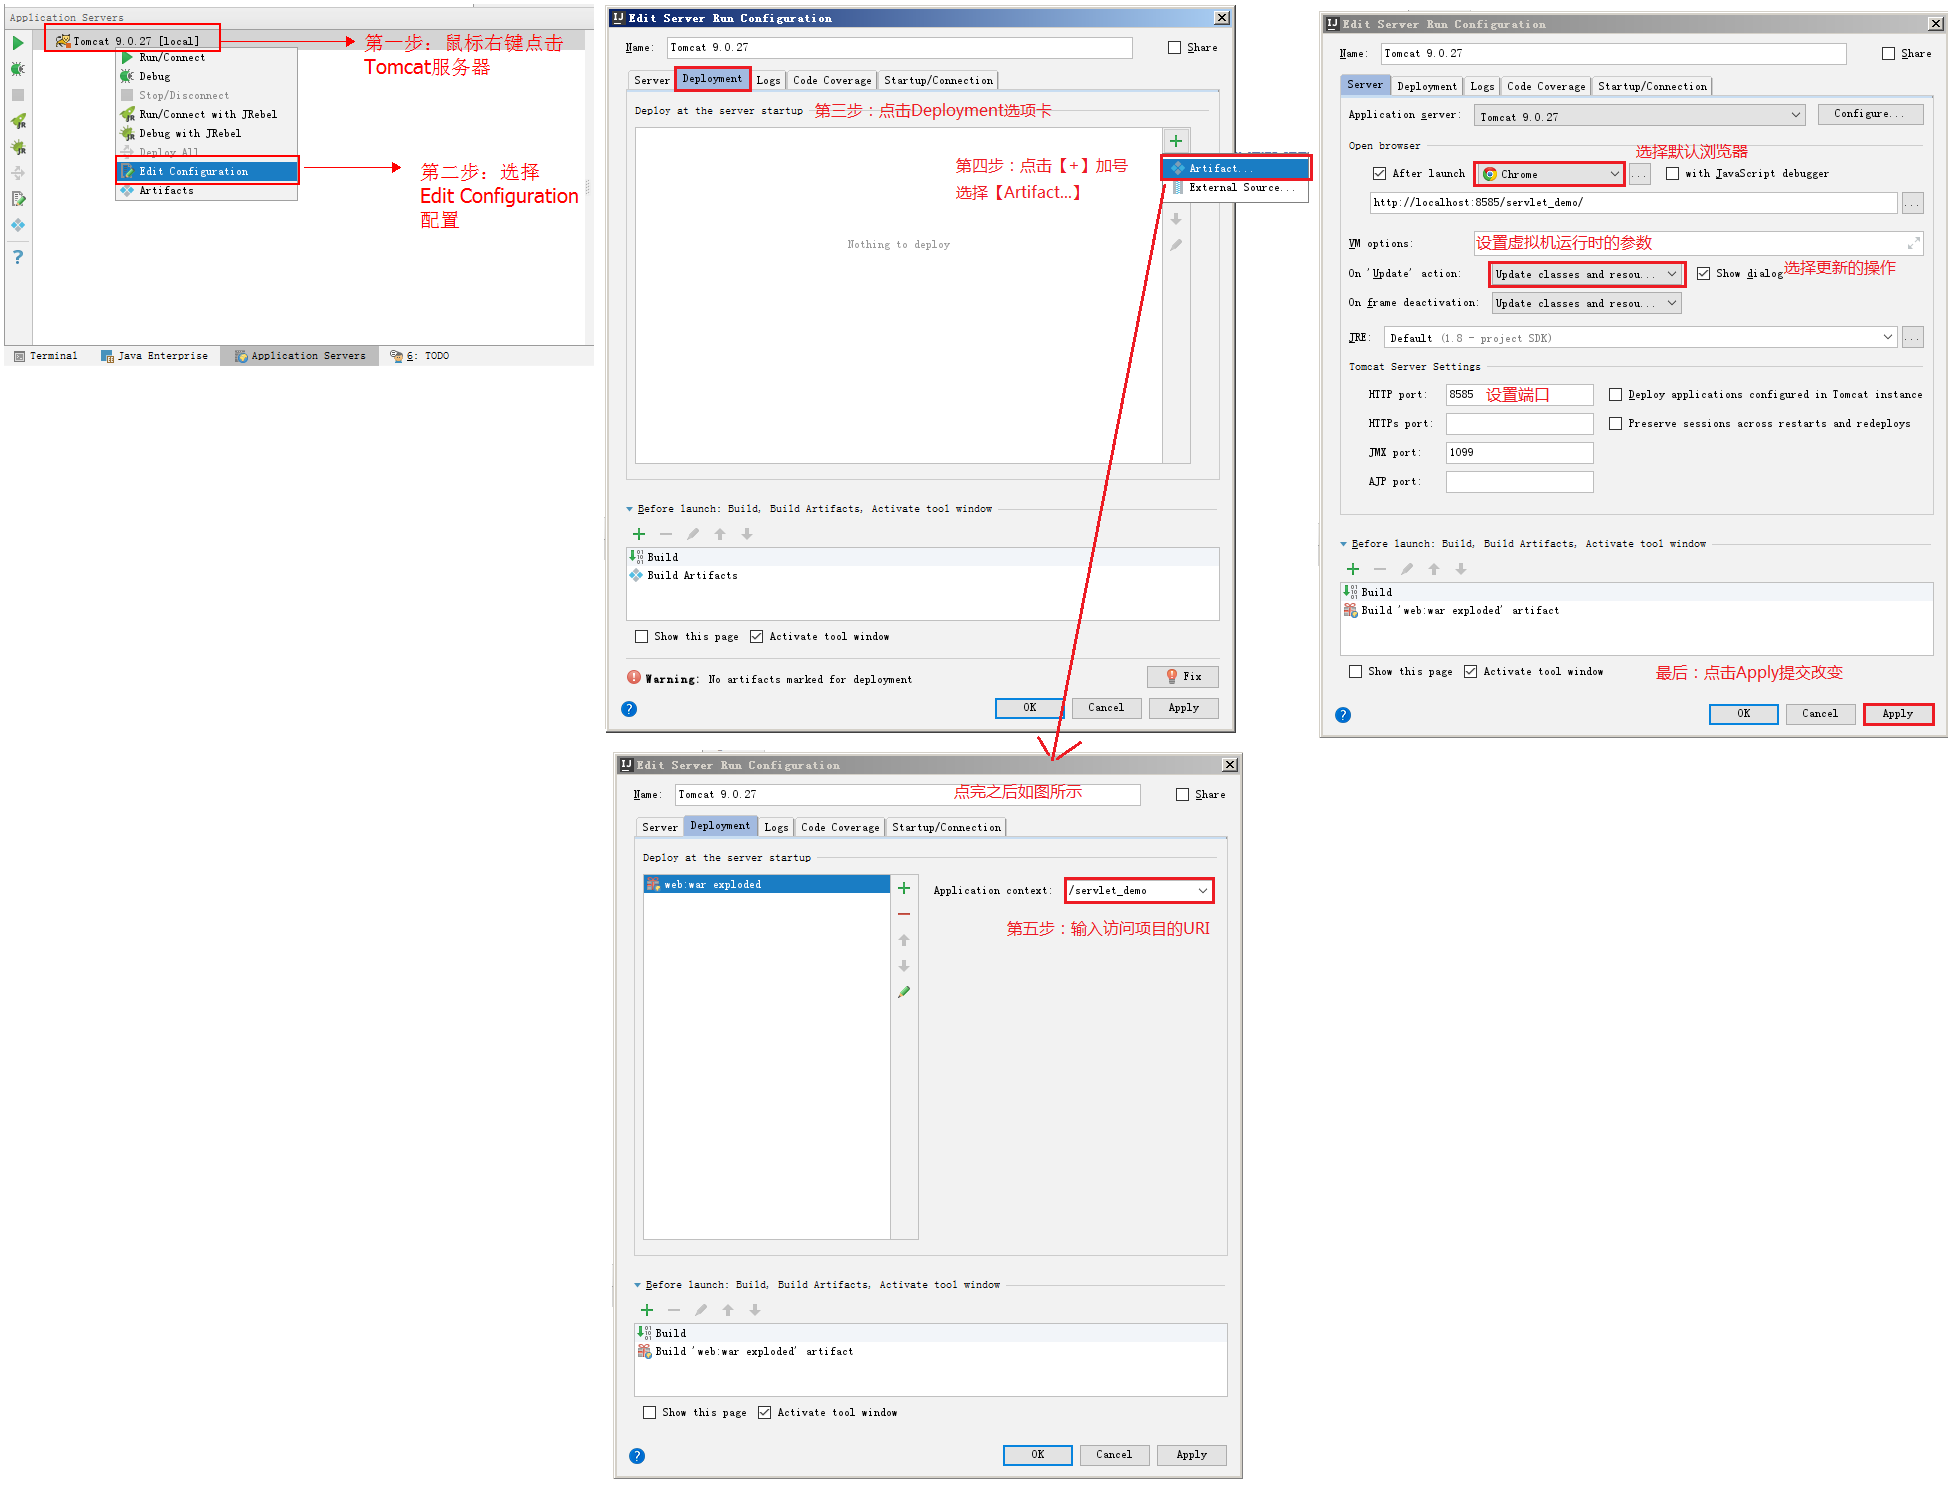 Application Servers
Tomcat 9.0.27 [local]
Run/Connect
Debug
Stop/Disconnect
Run/Connect with JRebel
Debug with JRebel
Deploy All
Edit Configuration
Artifacts
第一步：鼠标右键点击
Tomcat服务器
第二步：选择
Edit Configuration
配置
Terminal
Java Enterprise
Application Servers
6: TODO
Edit Server Run Configuration
Name: Tomcat 9.0.27
Share
Server Deployment Logs Code Coverage Startup/Connection
Deploy at the server startup
第三步：点击Deployment选项卡
第四步：点击【+】加号
选择【Artifact...】
Artifact...
External Source...
Nothing to deploy
Before launch: Build, Build Artifacts, Activate tool window
Build
Build Artifacts
Show this page Activate tool window
Warning: No artifacts marked for deployment
Fix
OK Cancel Apply
Edit Server Run Configuration
Name: Tomcat 9.0.27
Share
点完之后如图所示
Server Deployment Logs Code Coverage Startup/Connection
Deploy at the server startup
web:war exploded
Application context: /servlet_demo
第五步：输入访问项目的URI
Before launch: Build, Build Artifacts, Activate tool window
Build
Build 'web:war exploded' artifact
Show this page Activate tool window
OK Cancel Apply
Edit Server Run Configuration
Name: Tomcat 9.0.27
Share
Server Deployment Logs Code Coverage Startup/Connection
Application server: Tomcat 9.0.27 Configure...
Open browser
选择默认浏览器
After launch Chrome ... with JavaScript debugger
http://localhost:8585/servlet_demo/ ...
VM options: 设置虚拟机运行时的参数
On 'Update' action: Update classes and resou... Show dialog 选择更新的操作
On frame deactivation: Update classes and resou...
JRE: Default (1.8 - project SDK) ...
Tomcat Server Settings
HTTP port: 8585 设置端口 Deploy applications configured in Tomcat instance
HTTPs port: Preserve sessions across restarts and redeploys
JMX port: 1099
AJP port:
Before launch: Build, Build Artifacts, Activate tool window
Build
Build 'web:war exploded' artifact
Show this page Activate tool window
最后：点击Apply提交改变
OK Cancel Apply